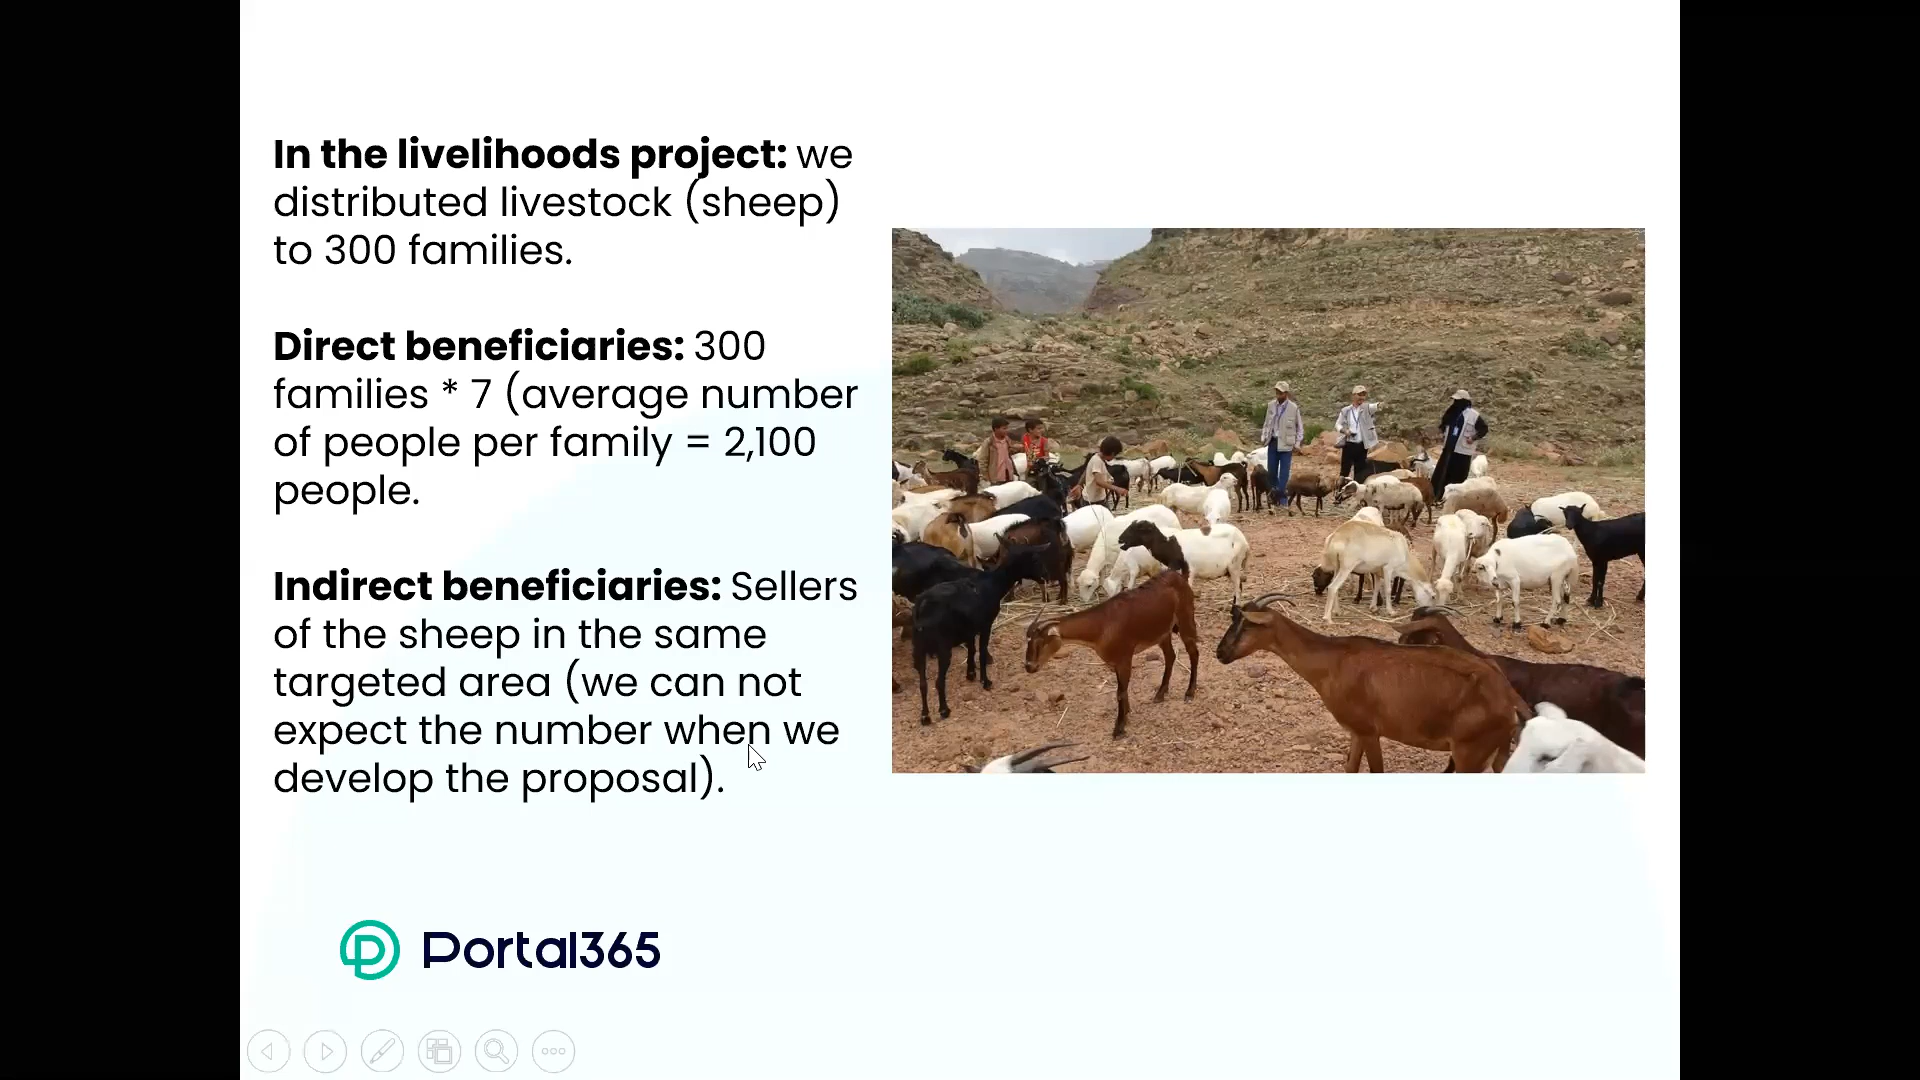 In the livelihoods project: we
distributed livestock (sheep)
to 300 families.
Direct beneficiaries: 300
families * 7 (average number
of people per family = 2,100
people.
Indirect beneficiaries: Sellers
of the sheep in the same
targeted area (we can not
expect the number when we
develop the proposal).
Portal365